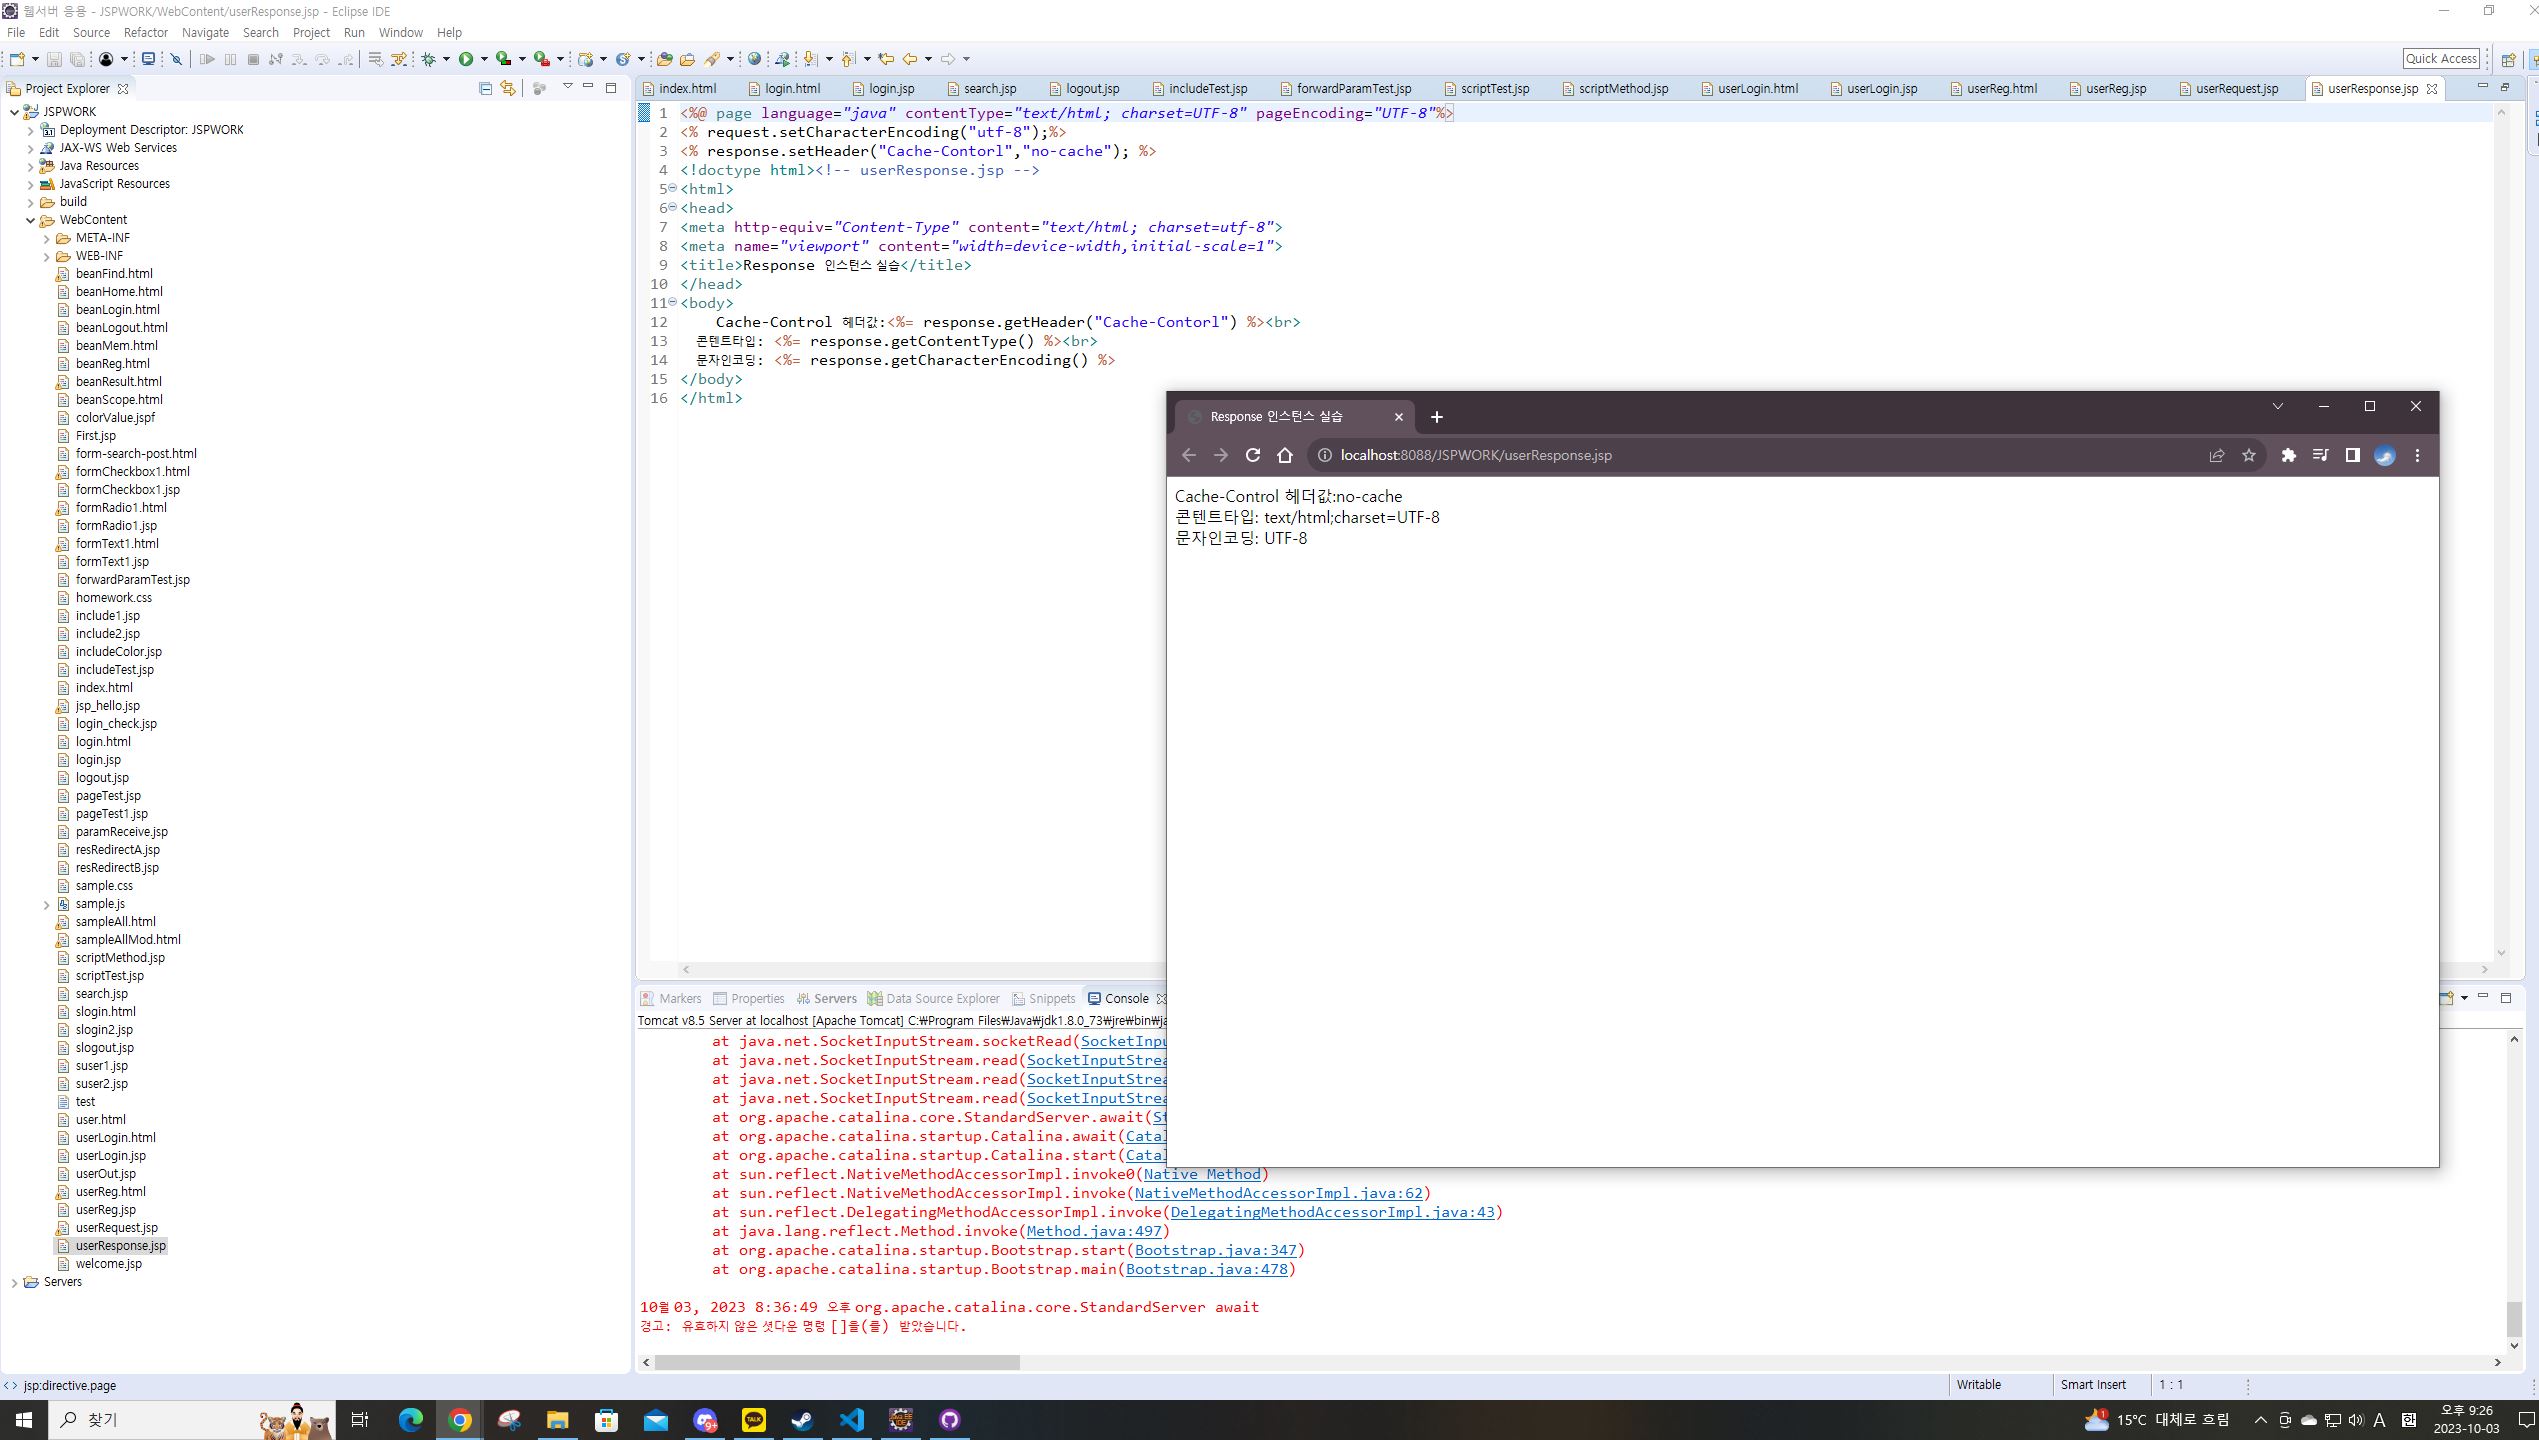 웹서버 응용 - JSPWORK/WebContent/userResponse.jsp - Eclipse IDE
File Edit Source Refactor Navigate Search Project Run Window Help
Quick Access
Project Explorer
index.html login.html login.jsp search.jsp logout.jsp includeTest.jsp forwardParamTest.jsp scriptTest.jsp scriptMethod.jsp userLogin.html userLogin.jsp userReg.html userReg.jsp userRequest.jsp userResponse.jsp
JSPWORK
Deployment Descriptor: JSPWORK
JAX-WS Web Services
Java Resources
JavaScript Resources
build
WebContent
META-INF
WEB-INF
beanFind.html
beanHome.html
beanLogin.html
beanLogout.html
beanMem.html
beanReg.html
beanResult.html
beanScope.html
colorValue.jspf
First.jsp
form-search-post.html
formCheckbox1.html
formCheckbox1.jsp
formRadio1.html
formRadio1.jsp
formText1.html
formText1.jsp
forwardParamTest.jsp
homework.css
include1.jsp
include2.jsp
includeColor.jsp
includeTest.jsp
index.html
jsp_hello.jsp
login_check.jsp
login.html
login.jsp
logout.jsp
pageTest.jsp
pageTest1.jsp
paramReceive.jsp
resRedirectA.jsp
resRedirectB.jsp
sample.css
sample.js
sampleAll.html
sampleAllMod.html
scriptMethod.jsp
scriptTest.jsp
search.jsp
slogin.html
slogin2.jsp
slogout.jsp
suser1.jsp
suser2.jsp
test
user.html
userLogin.html
userLogin.jsp
userOut.jsp
userReg.html
userReg.jsp
userRequest.jsp
userResponse.jsp
welcome.jsp
Servers
1 <%@ page language="java" contentType="text/html; charset=UTF-8" pageEncoding="UTF-8"%>
2 <% request.setCharacterEncoding("utf-8");%>
3 <% response.setHeader("Cache-Contorl","no-cache"); %>
4 <!doctype html><!-- userResponse.jsp -->
5 <html>
6 <head>
7 <meta http-equiv="Content-Type" content="text/html; charset=utf-8">
8 <meta name="viewport" content="width=device-width,initial-scale=1">
9 <title>Response 인스턴스 실습</title>
10 </head>
11 <body>
12 Cache-Control 헤더값:<%= response.getHeader("Cache-Contorl") %><br>
13 콘텐트타입: <%= response.getContentType() %><br>
14 문자인코딩: <%= response.getCharacterEncoding() %>
15 </body>
16 </html>
Response 인스턴스 실습
localhost:8088/JSPWORK/userResponse.jsp
Cache-Control 헤더값:no-cache
콘텐트타입: text/html;charset=UTF-8
문자인코딩: UTF-8
Markers Properties Servers Data Source Explorer Snippets Console
Tomcat v8.5 Server at localhost [Apache Tomcat] C:₩Program Files₩Java₩jdk1.8.0_73₩jre₩bin₩ja
at java.net.SocketInputStream.socketRead(SocketInpu
at java.net.SocketInputStream.read(SocketInputStrea
at java.net.SocketInputStream.read(SocketInputStrea
at java.net.SocketInputStream.read(SocketInputStrea
at org.apache.catalina.core.StandardServer.await(St
at org.apache.catalina.startup.Catalina.await(Catal
at org.apache.catalina.startup.Catalina.start(Catal
at sun.reflect.NativeMethodAccessorImpl.invoke0(Native Method)
at sun.reflect.NativeMethodAccessorImpl.invoke(NativeMethodAccessorImpl.java:62)
at sun.reflect.DelegatingMethodAccessorImpl.invoke(DelegatingMethodAccessorImpl.java:43)
at java.lang.reflect.Method.invoke(Method.java:497)
at org.apache.catalina.startup.Bootstrap.start(Bootstrap.java:347)
at org.apache.catalina.startup.Bootstrap.main(Bootstrap.java:478)
10월 03, 2023 8:36:49 오후 org.apache.catalina.core.StandardServer await
경고: 유효하지 않은 셧다운 명령 []을(를) 받았습니다.
jsp:directive.page
Writable Smart Insert 1 : 1
찾기
9+
TALK
15°C 대체로 흐림
A 한
오후 9:26
2023-10-03